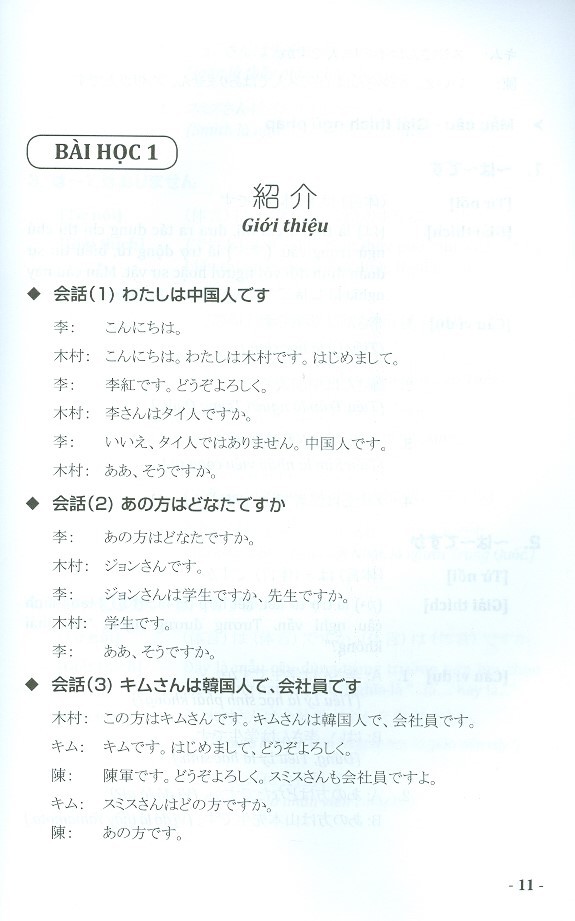 BÀI HỌC 1
紹介
Giới thiệu
◆ 会話(1) わたしは中国人です
李: こんにちは。
木村: こんにちは。わたしは木村です。はじめまして。
李: 李紅です。どうぞよろしく。
木村: 李さんはタイ人ですか。
李: いいえ、タイ人ではありません。中国人です。
木村: ああ、そうですか。
◆ 会話(2) あの方はどなたですか
李: あの方はどなたですか。
木村: ジョンさんです。
李: ジョンさんは学生ですか、先生ですか。
木村: 学生です。
李: ああ、そうですか。
◆ 会話(3) キムさんは韓国人で、会社員です
木村: この方はキムさんです。キムさんは韓国人で、会社員です。
キム: キムです。はじめまして、どうぞよろしく。
陳: 陳軍です。どうぞよろしく。スミスさんも会社員ですよ。
キム: スミスさんはどの方ですか。
陳: あの方です。
- 11 -